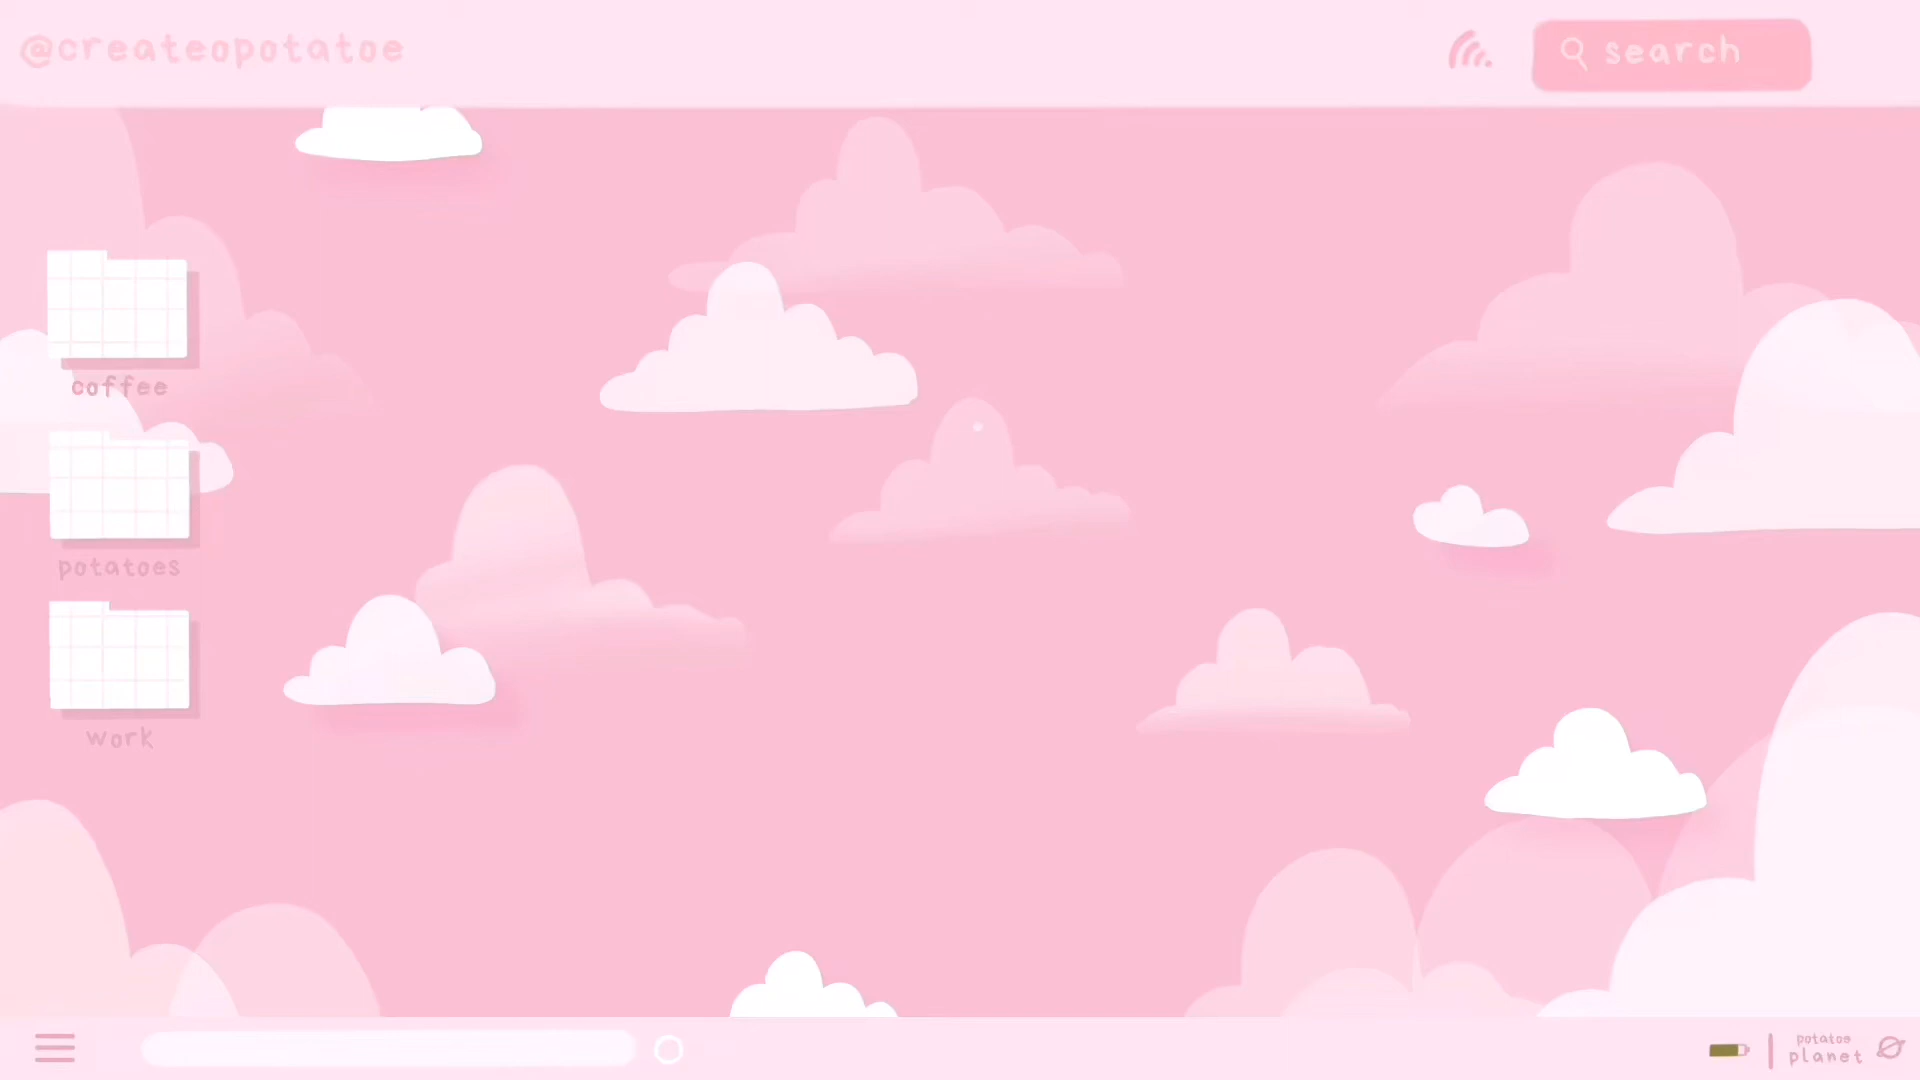 @createopotatoe
search
coffee
potatoes
work
potatoe
planet